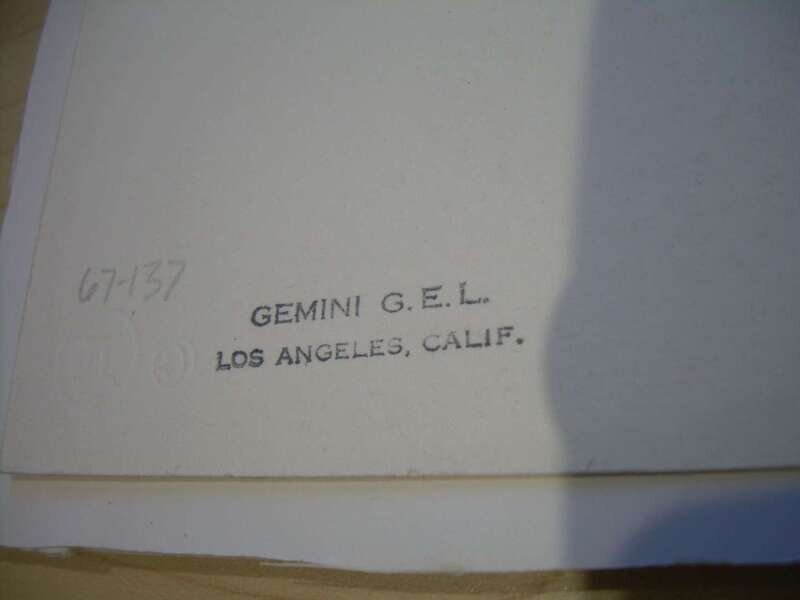 67-137
GEMINI G.E.L.
LOS ANGELES, CALIF.